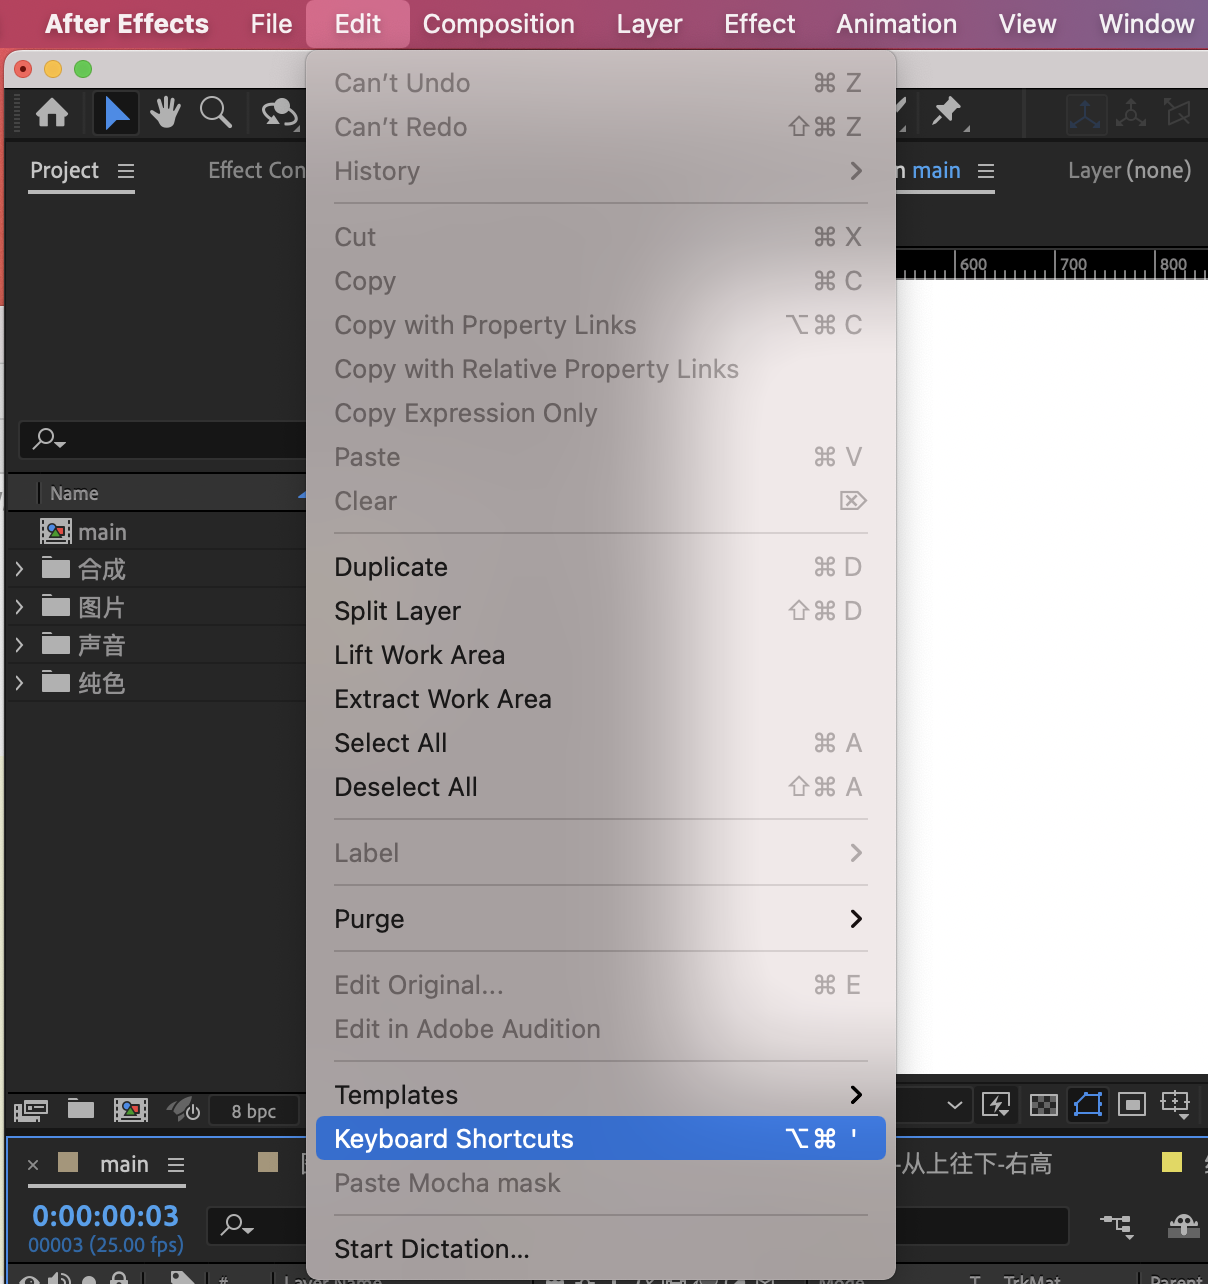 After Effects File Edit Composition Layer Effect Animation View Window
Can't Undo ⌘ Z
Can't Redo ⇧⌘ Z
Project Effect Con
History
main Layer (none)
Cut ⌘ X
600 700 800
Copy ⌘ C
Copy with Property Links ⌥⌘ C
Copy with Relative Property Links
Copy Expression Only
Paste ⌘ V
Name
Clear
main
合成
Duplicate ⌘ D
图片
Split Layer ⇧⌘ D
声音
Lift Work Area
纯色
Extract Work Area
Select All ⌘ A
Deselect All ⇧⌘ A
Label
Purge
Edit Original... ⌘ E
Edit in Adobe Audition
Templates
8 bpc
Keyboard Shortcuts ⌥⌘ '
main
-从上往下-右高
Paste Mocha mask
0:00:00:03
00003 (25.00 fps)
Start Dictation...
# Layer Name Mode T TrkMat Parent